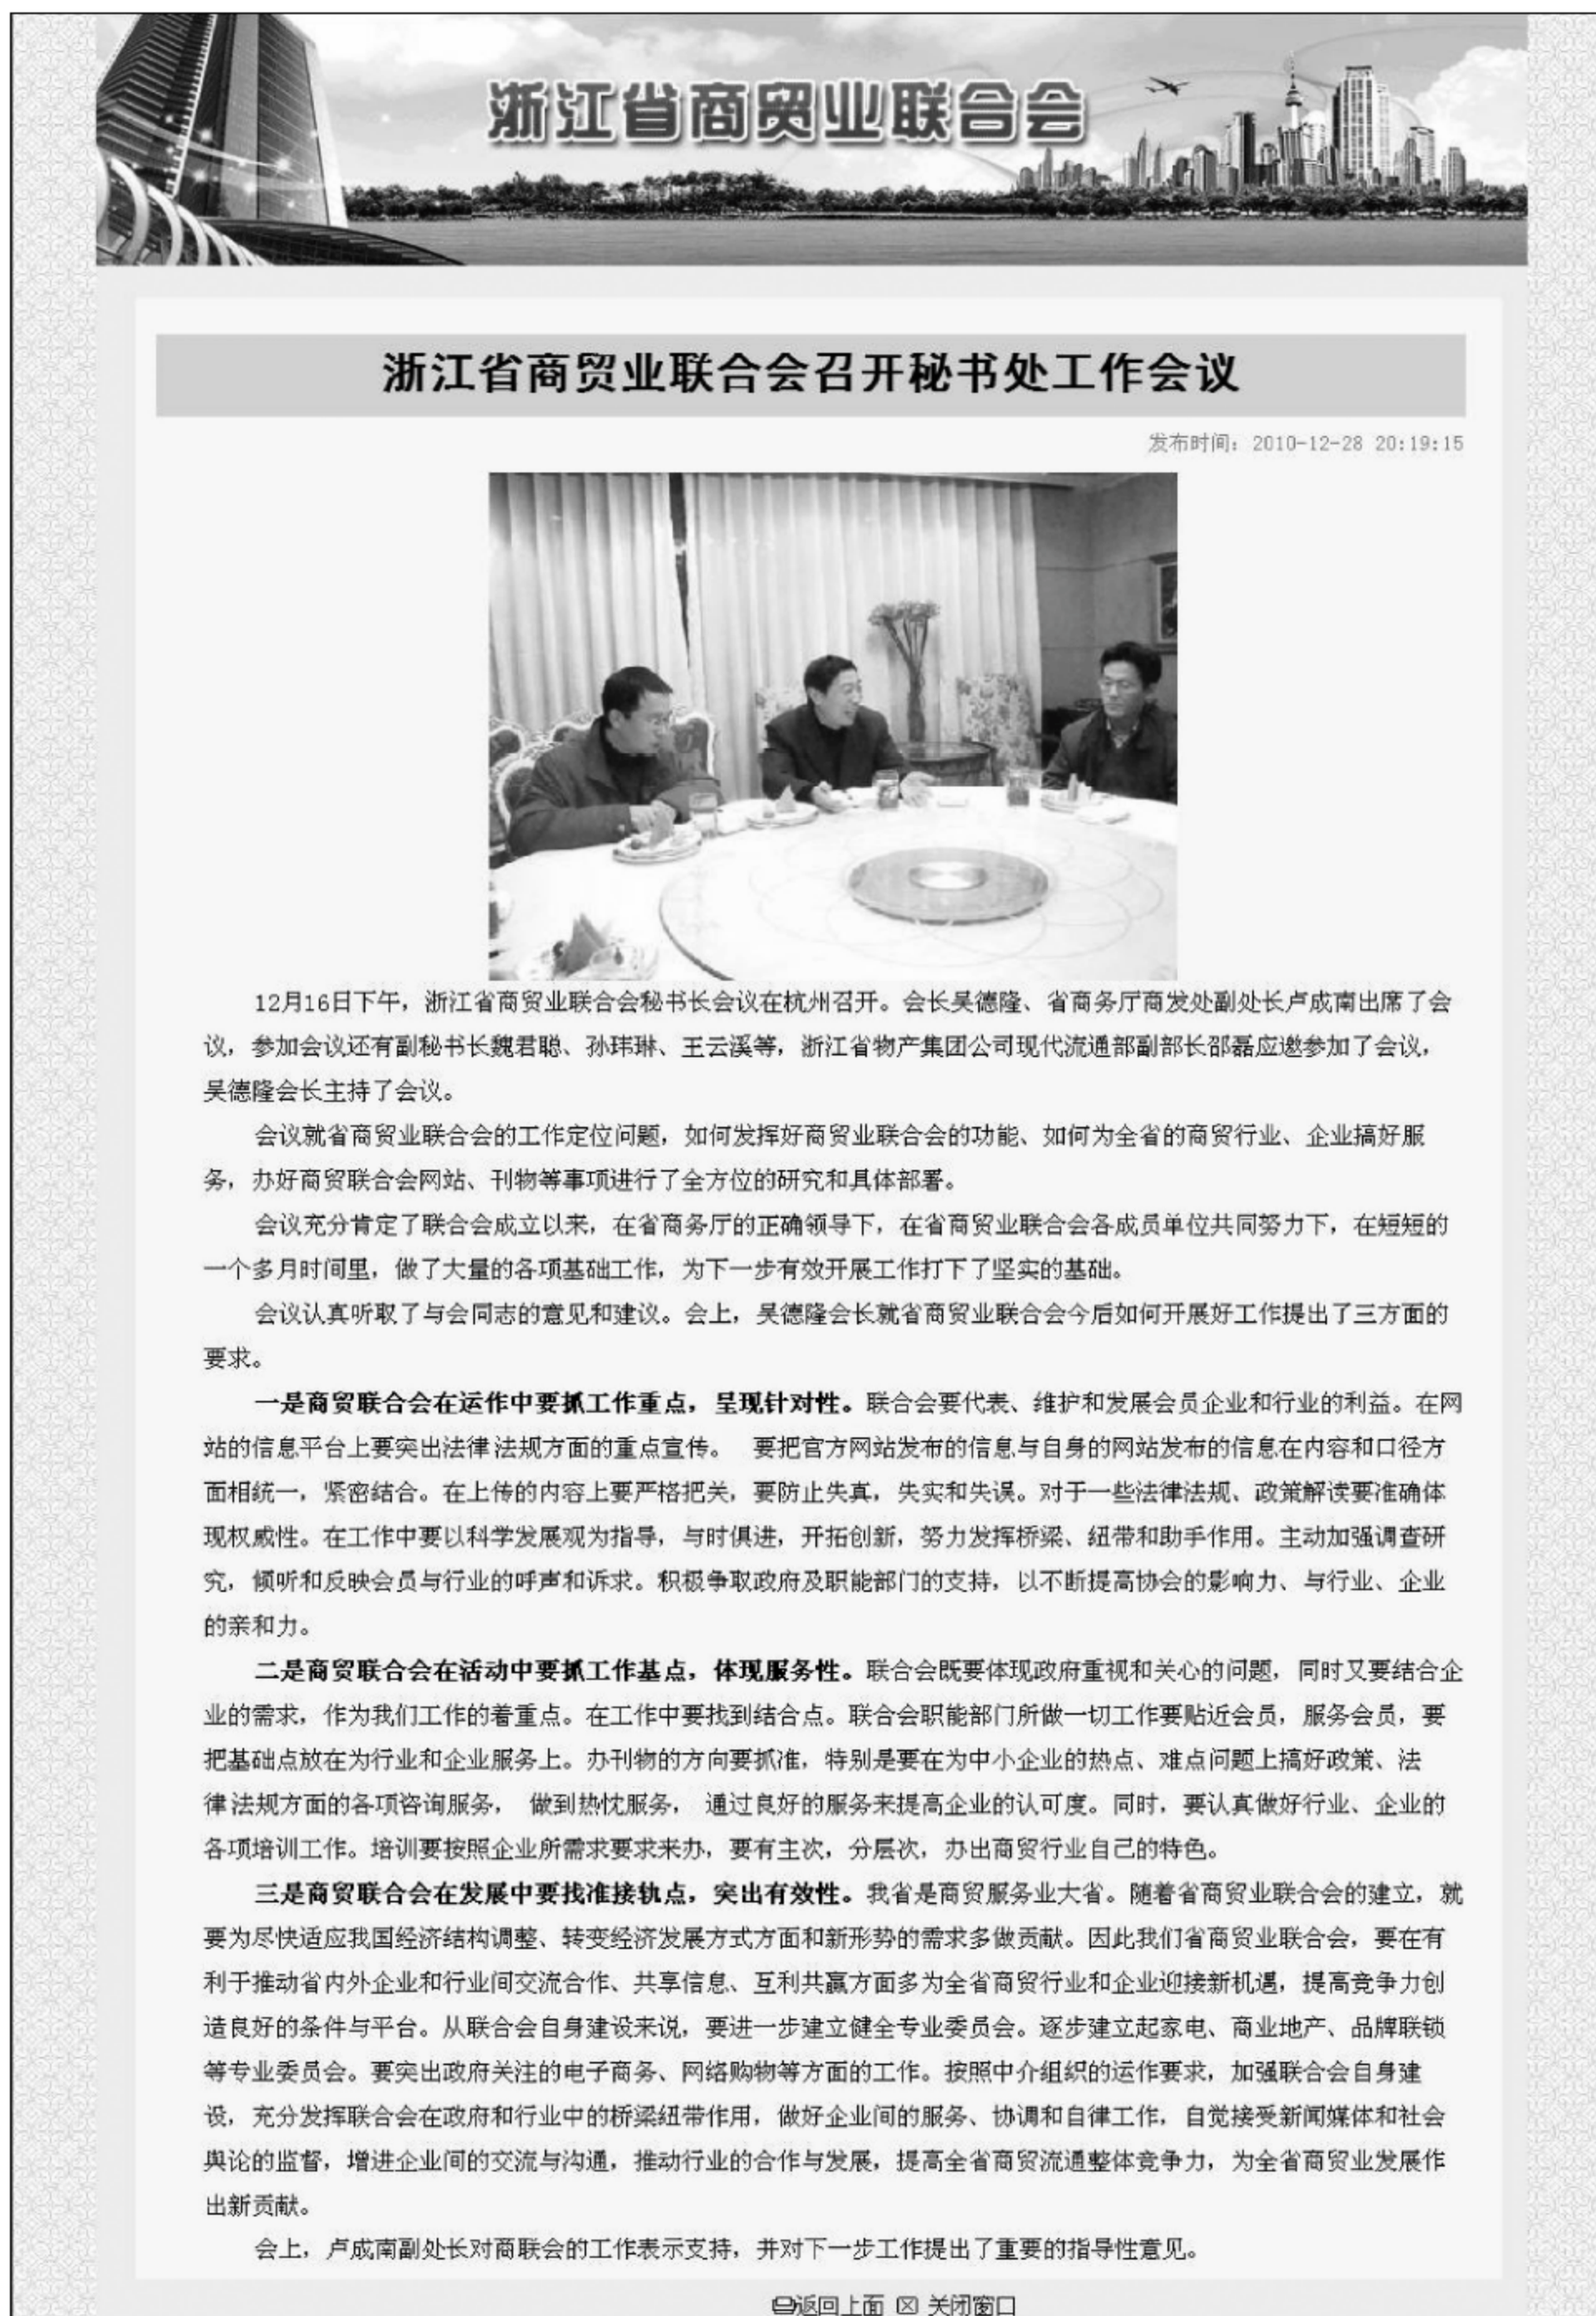 浙江省商贸业联合会
浙江省商贸业联合会召开秘书处工作会议
发布时间：2010-12-28 20:19:15
12月16日下午，浙江省商贸业联合会秘书长会议在杭州召开。会长吴德隆、省商务厅商发处副处长卢成南出席了会
议，参加会议还有副秘书长魏君聪、孙玮琳、王云溪等，浙江省物产集团公司现代流通部副部长邵磊应邀参加了会议，
吴德隆会长主持了会议。
会议就省商贸业联合会的工作定位问题，如何发挥好商贸业联合会的功能、如何为全省的商贸行业、企业搞好服
务，办好商贸联合会网站、刊物等事项进行了全方位的研究和具体部署。
会议充分肯定了联合会成立以来，在省商务厅的正确领导下，在省商贸业联合会各成员单位共同努力下，在短短的
一个多月时间里，做了大量的各项基础工作，为下一步有效开展工作打下了坚实的基础。
会议认真听取了与会同志的意见和建议。会上，吴德隆会长就省商贸业联合会今后如何开展好工作提出了三方面的
要求。
一是商贸联合会在运作中要抓工作重点，呈现针对性。联合会要代表、维护和发展会员企业和行业的利益。在网
站的信息平台上要突出法律法规方面的重点宣传。 要把官方网站发布的信息与自身的网站发布的信息在内容和口径方
面相统一，紧密结合。在上传的内容上要严格把关，要防止失真，失实和失误。对于一些法律法规、政策解读要准确体
现权威性。在工作中要以科学发展观为指导，与时俱进，开拓创新，努力发挥桥梁、纽带和助手作用。主动加强调查研
究，倾听和反映会员与行业的呼声和诉求。积极争取政府及职能部门的支持，以不断提高协会的影响力、与行业、企业
的亲和力。
二是商贸联合会在活动中要抓工作基点，体现服务性。联合会既要体现政府重视和关心的问题，同时又要结合企
业的需求，作为我们工作的着重点。在工作中要找到结合点。联合会职能部门所做一切工作要贴近会员，服务会员，要
把基础点放在为行业和企业服务上。办刊物的方向要抓准，特别是要在为中小企业的热点、难点问题上搞好政策、法
律法规方面的各项咨询服务， 做到热忱服务， 通过良好的服务来提高企业的认可度。同时，要认真做好行业、企业的
各项培训工作。培训要按照企业所需求要求来办，要有主次，分层次，办出商贸行业自己的特色。
三是商贸联合会在发展中要找准接轨点，突出有效性。我省是商贸服务业大省。随着省商贸业联合会的建立，就
要为尽快适应我国经济结构调整、转变经济发展方式方面和新形势的需求多做贡献。因此我们省商贸业联合会，要在有
利于推动省内外企业和行业间交流合作、共享信息、互利共赢方面多为全省商贸行业和企业迎接新机遇，提高竞争力创
造良好的条件与平台。从联合会自身建设来说，要进一步建立健全专业委员会。逐步建立起家电、商业地产、品牌联锁
等专业委员会。要突出政府关注的电子商务、网络购物等方面的工作。按照中介组织的运作要求，加强联合会自身建
设，充分发挥联合会在政府和行业中的桥梁纽带作用，做好企业间的服务、协调和自律工作，自觉接受新闻媒体和社会
舆论的监督，增进企业间的交流与沟通，推动行业的合作与发展，提高全省商贸流通整体竞争力，为全省商贸业发展作
出新贡献。
会上，卢成南副处长对商联会的工作表示支持，并对下一步工作提出了重要的指导性意见。
返回上面 关闭窗口